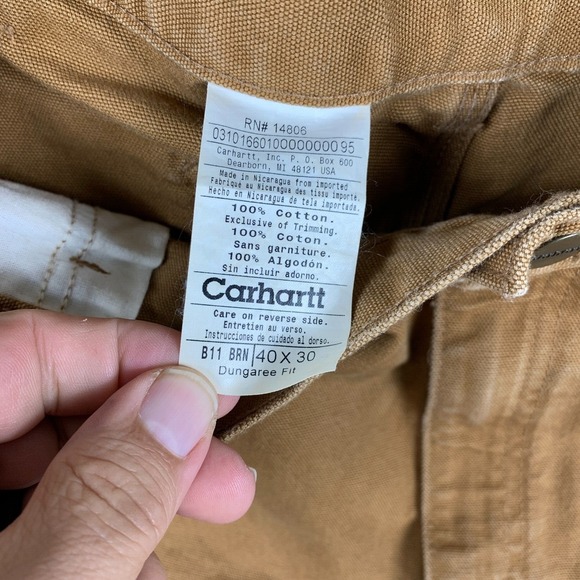 RN# 14806
0310166010000000095
Carhartt, Inc. P. O. Box 600
Dearborn, MI 48121 USA
Made in Nicaragua from imported
Fabriqué au Nicaragua des tissu importés.
Hecho en Nicaragua de tela importada.
100% Cotton.
Exclusive of Trimming.
100% Coton.
Sans garniture.
100% Algodón.
Sin incluir adorno.
Carhartt
Care on reverse side.
Entretien au verso.
Instrucciones de cuidado al dorso.
B11 BRN 40 X 30
Dungaree Fit